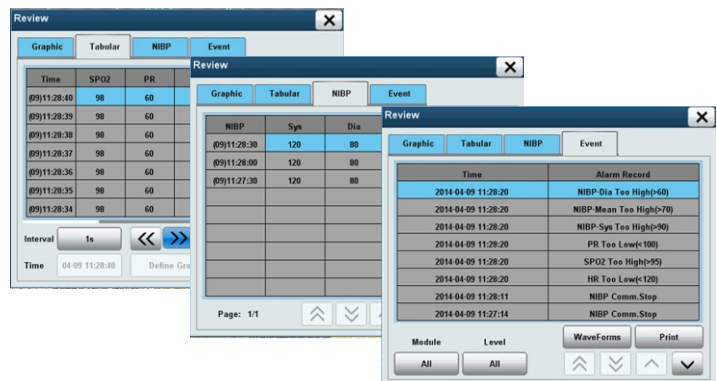 Review
Graphic Tabular NIBP Event
Time SPO2 PR
(09)11:28:40 98 60
(09)11:28:39 98 60
(09)11:28:38 98 60
(09)11:28:37 98 60
(09)11:28:36 98 60
(09)11:28:35 98 60
(09)11:28:34 98 60
Interval 1s
Time 04-09 11:28:40 Define Gro
Review
Graphic Tabular NIBP Event
NIBP Sys Dia
(09)11:28:30 120 80
(09)11:28:00 120 80
(09)11:27:30 120 80
Page: 1/1
Review
Graphic Tabular NIBP Event
Time Alarm Record
2014-04-09 11:28:20 NIBP-Dia Too High(>60)
2014-04-09 11:28:20 NIBP-Mean Too High(>70)
2014-04-09 11:28:20 NIBP-Sys Too High(>90)
2014-04-09 11:28:20 PR Too Low(<100)
2014-04-09 11:28:20 SPO2 Too High(>95)
2014-04-09 11:28:20 HR Too Low(<120)
2014-04-09 11:28:11 NIBP Comm.Stop
2014-04-09 11:27:14 NIBP Comm.Stop
Module Level WaveForms Print
All All